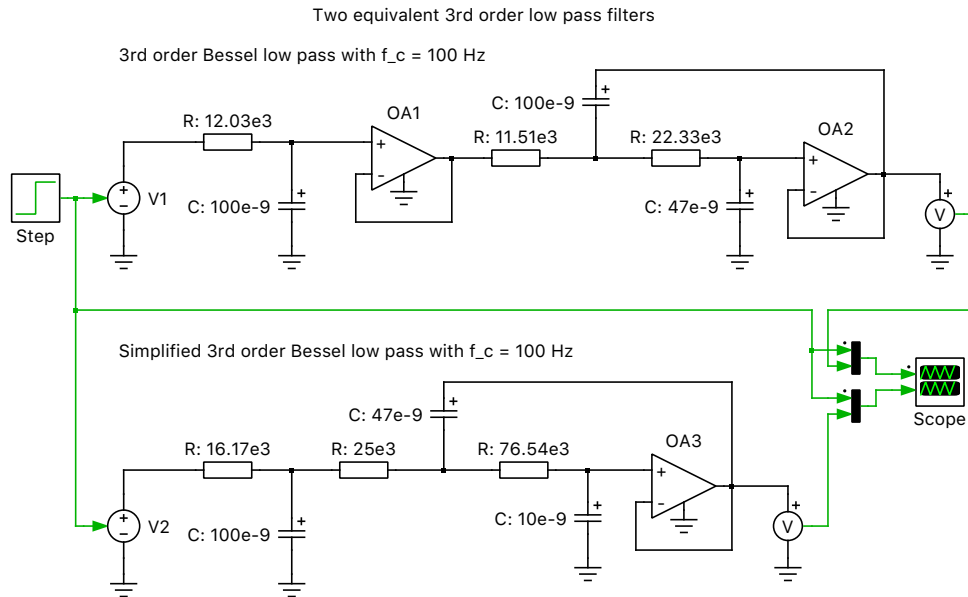 Two equivalent 3rd order low pass filters
3rd order Bessel low pass with f_c = 100 Hz
C: 100e-9
R: 12.03e3
OA1
R: 11.51e3
R: 22.33e3
OA2
V1
C: 100e-9
C: 47e-9
V
Step
Simplified 3rd order Bessel low pass with f_c = 100 Hz
C: 47e-9
Scope
R: 16.17e3
R: 25e3
R: 76.54e3
OA3
V2
C: 100e-9
C: 10e-9
V